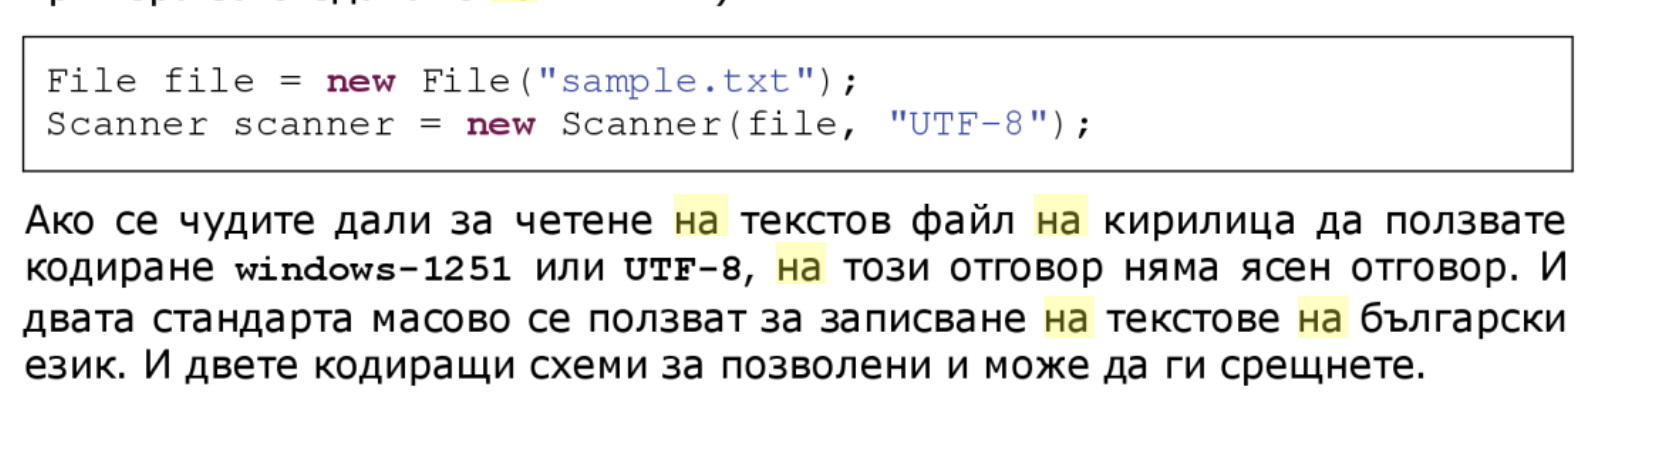 File file = new File("sample.txt");
Scanner scanner = new Scanner(file, "UTF-8");
Ако се чудите дали за четене на текстов файл на кирилица да ползвате
кодиране windows-1251 или UTF-8, на този отговор няма ясен отговор. И
двата стандарта масово се ползват за записване на текстове на български
език. И двете кодиращи схеми за позволени и може да ги срещнете.